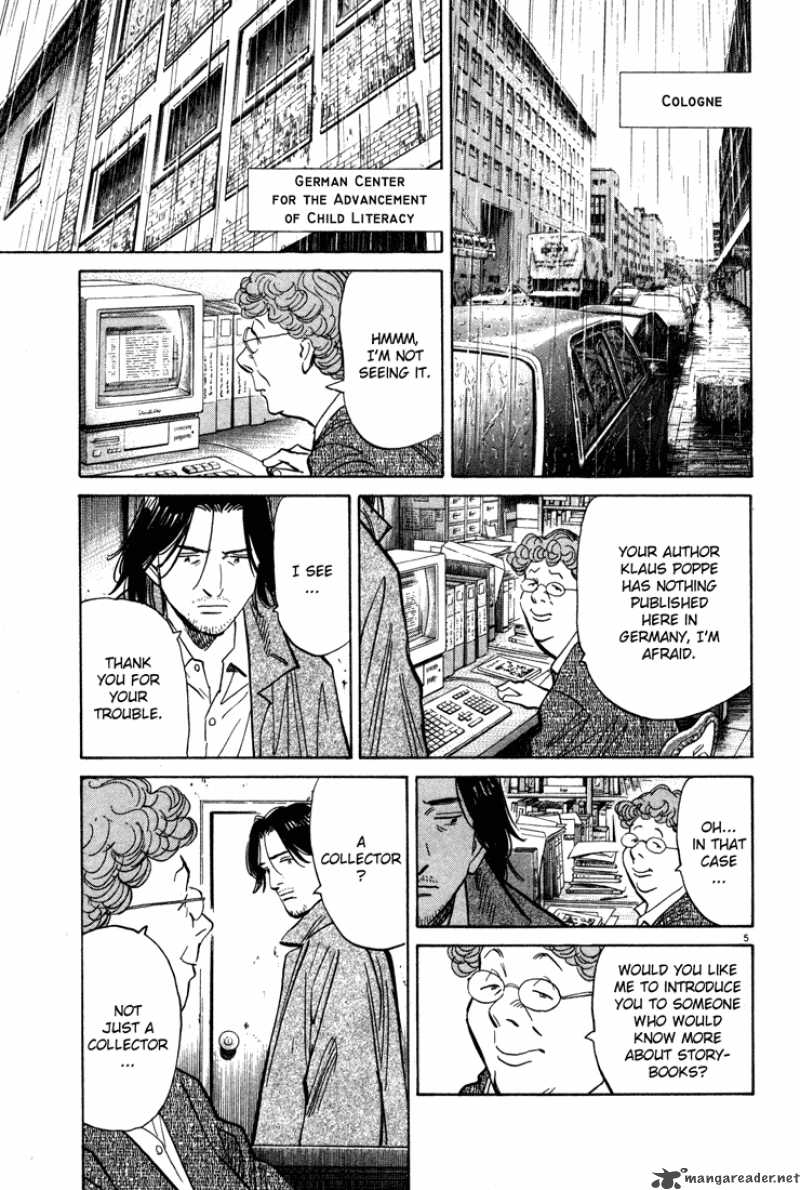 COLOGNE
GERMAN CENTER
FOR THE ADVANCEMENT
OF CHILD LITERACY
HMMM,
I'M NOT
SEEING IT.
YOUR AUTHOR
KLAUS POPPE
HAS NOTHING
PUBLISHED
HERE IN
GERMANY, I'M
AFRAID.
I SEE
...
THANK
YOU FOR
YOUR
TROUBLE.
OH...
IN THAT
CASE
...
5
WOULD YOU LIKE
ME TO INTRODUCE
YOU TO SOMEONE
WHO WOULD
KNOW MORE
ABOUT STORY-
BOOKS?
A
COLLECTOR
?
NOT
JUST A
COLLECTOR
...
mangareader.net